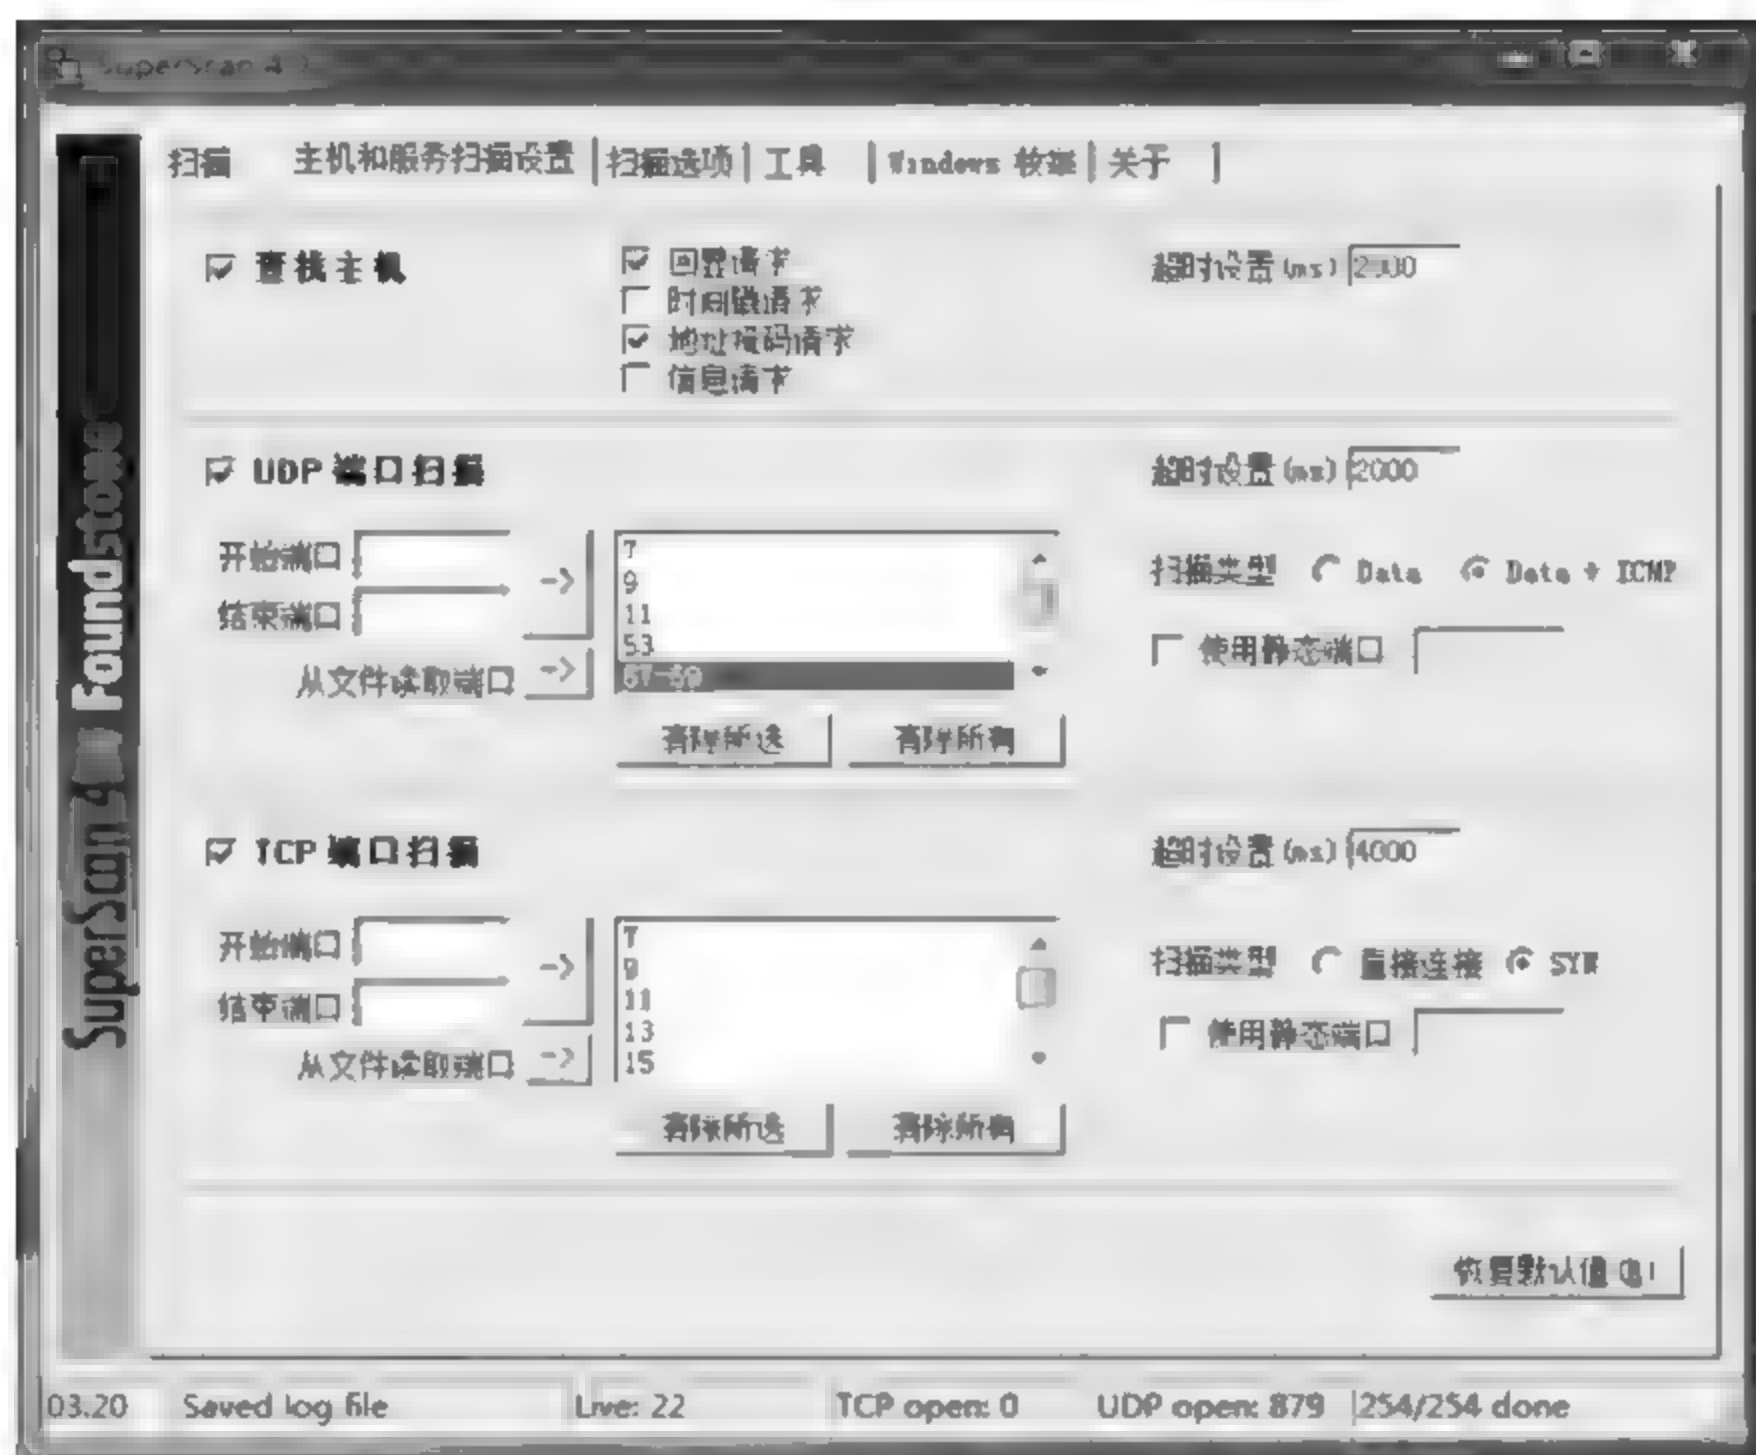 SuperScan 4
扫描 主机和服务扫描设置 扫描选项 工具 Windows 关于
查找主机
回显请求
时间戳请求
地址掩码请求
信息请求
超时设置(ms) 2000
UDP 端口扫描
超时设置(ms) 2000
开始端口
结束端口
从文件读取端口
->
->
7
9
11
53
67-69
清除所选 清除所有
扫描类型 Data Data + ICMP
使用静态端口
TCP 端口扫描
超时设置(ms) 4000
开始端口
结束端口
从文件读取端口
->
->
7
9
11
13
15
清除所选 清除所有
扫描类型 直接连接 SYN
使用静态端口
恢复默认值
Foundstone
SuperScan 4
03.20 Saved log file Live: 22 TCP open: 0 UDP open: 879 254/254 done